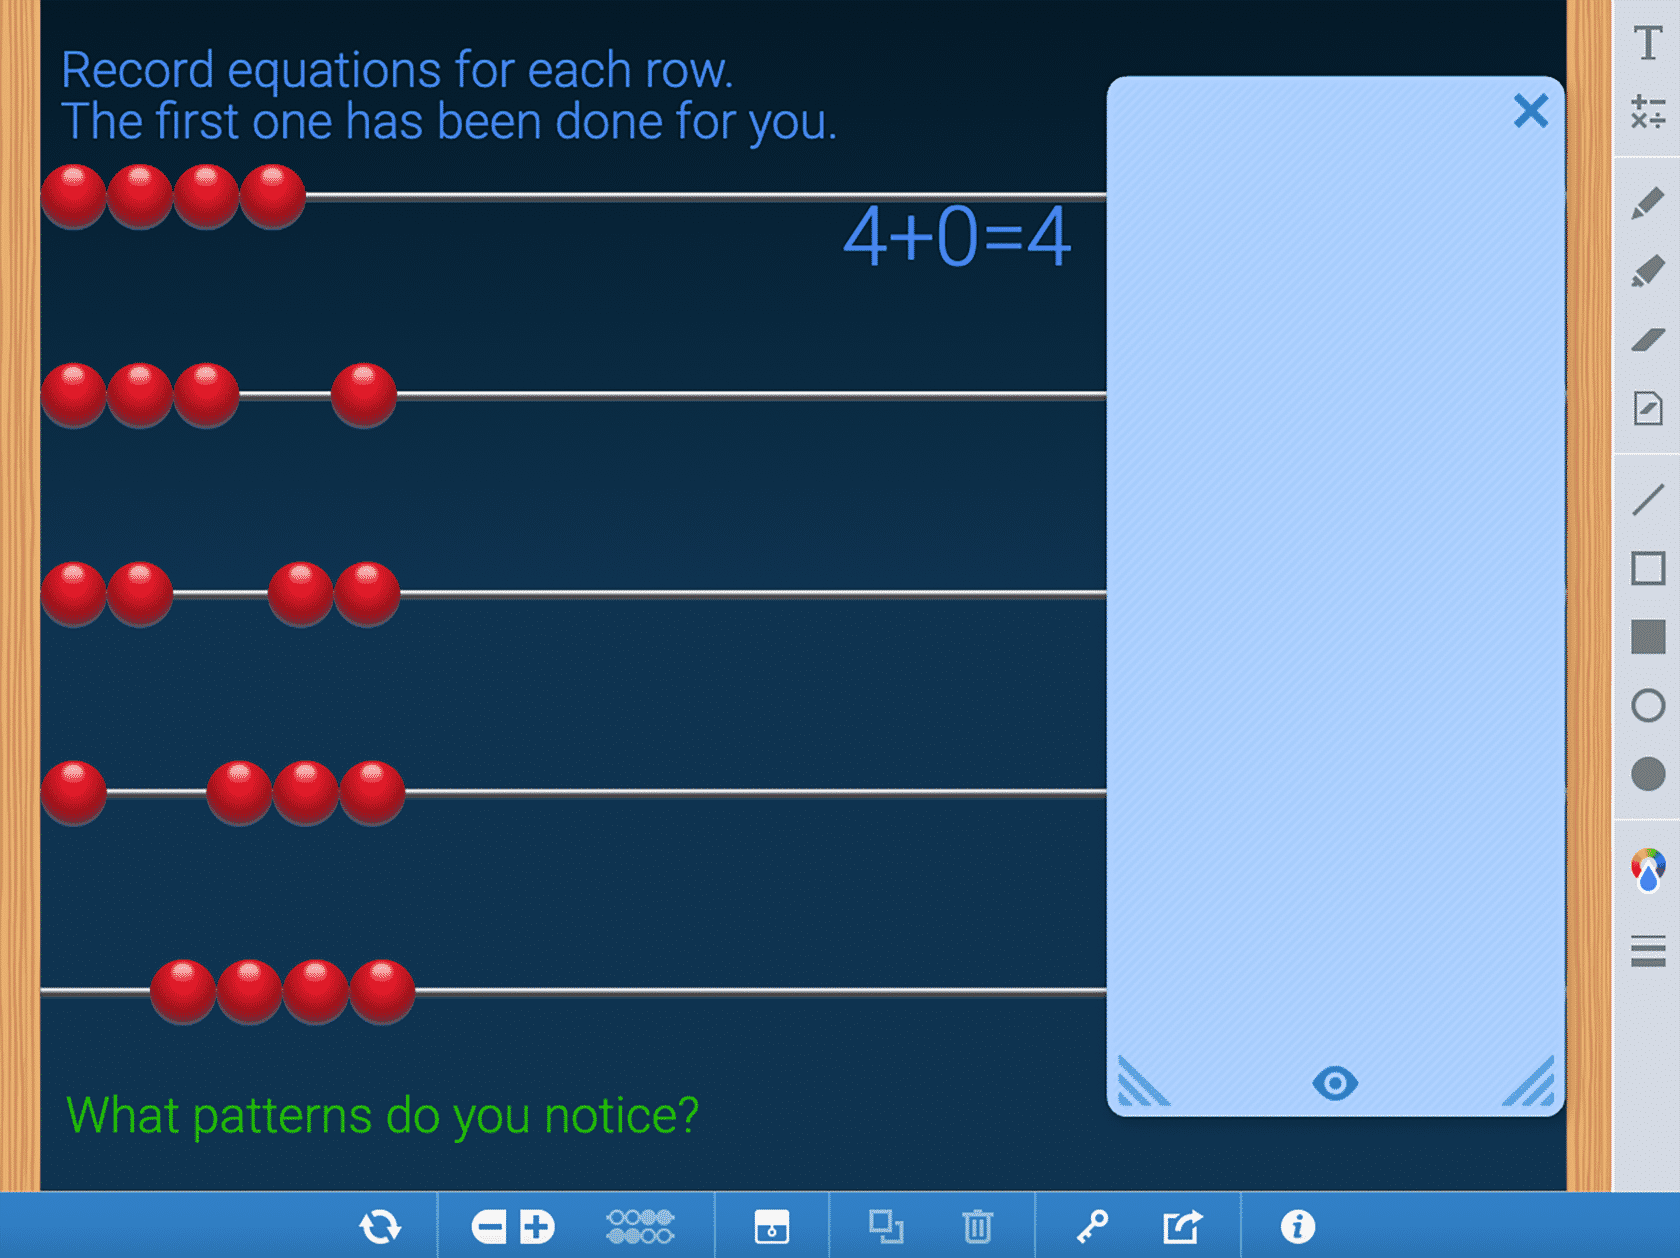 Record equations for each row.
The first one has been done for you.
4+0=4
What patterns do you notice?
T